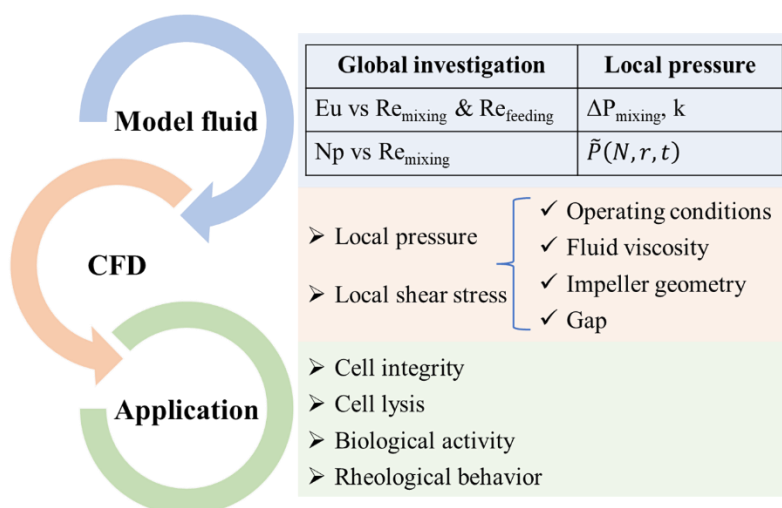 Model fluid
Global investigation Local pressure
Eu vs Re_mixing & Re_feeding ΔP_mixing, k
Np vs Re_mixing P̃(N, r, t)
CFD
➢ Local pressure
➢ Local shear stress
✓ Operating conditions
✓ Fluid viscosity
✓ Impeller geometry
✓ Gap
Application
➢ Cell integrity
➢ Cell lysis
➢ Biological activity
➢ Rheological behavior